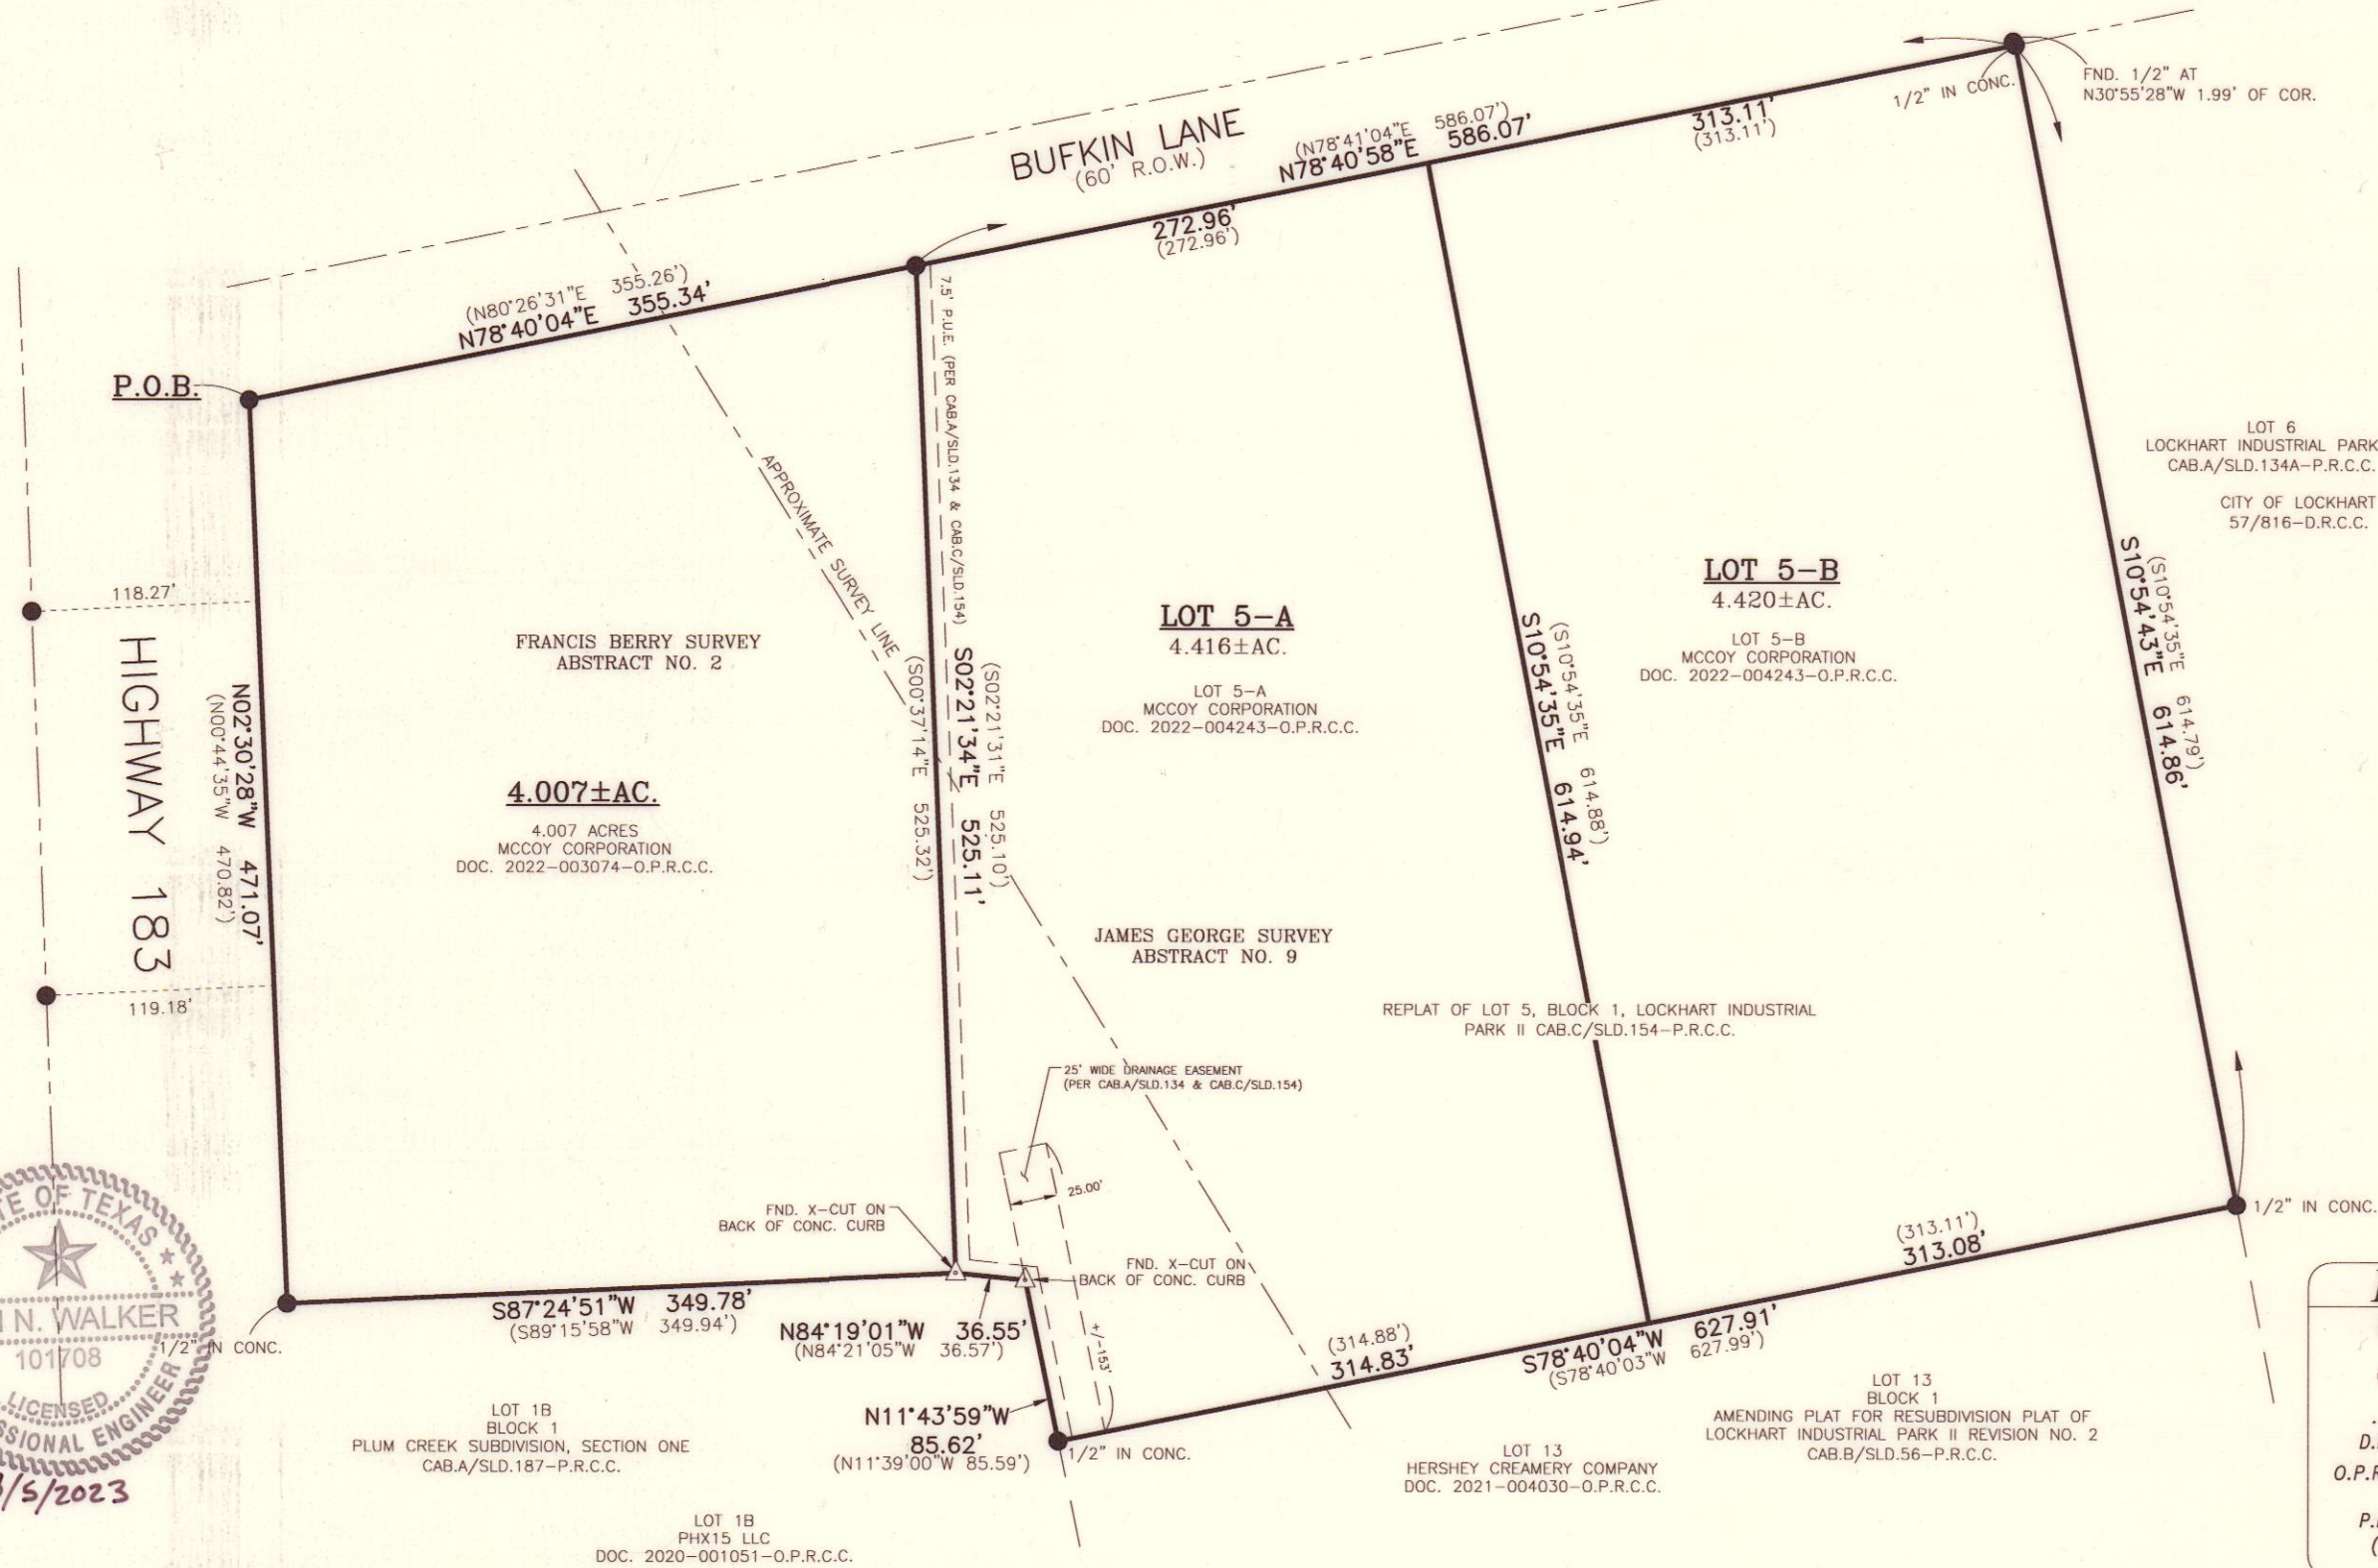 BUFKIN LANE
(60' R.O.W.)
(N78°41'04"E 586.07')
N78°40'58"E 586.07'
313.11'
(313.11')
1/2" IN CONC.
FND. 1/2" AT
N30°55'28"W 1.99' OF COR.
272.96'
(272.96')
(N80°26'31"E 355.26')
N78°40'04"E 355.34'
P.O.B.
7.5' P.U.E. (PER CAB.A/SLD.134 & CAB.C/SLD.154)
APPROXIMATE SURVEY LINE
LOT 6
LOCKHART INDUSTRIAL PARK
CAB.A/SLD.134A-P.R.C.C.
CITY OF LOCKHART
57/816-D.R.C.C.
118.27'
HIGHWAY 183
119.18'
N02°30'28"W 471.07'
(N00°44'35"W 470.82')
FRANCIS BERRY SURVEY
ABSTRACT NO. 2
4.007±AC.
4.007 ACRES
MCCOY CORPORATION
DOC. 2022-003074-O.P.R.C.C.
(S00°37'14"E 525.32')
S02°21'34"E 525.11'
(S02°21'31"E 525.10')
LOT 5-A
4.416±AC.
LOT 5-A
MCCOY CORPORATION
DOC. 2022-004243-O.P.R.C.C.
S10°54'35"E 614.94'
(S10°54'35"E 614.88')
LOT 5-B
4.420±AC.
LOT 5-B
MCCOY CORPORATION
DOC. 2022-004243-O.P.R.C.C.
S10°54'43"E 614.86'
(S10°54'35"E 614.79')
JAMES GEORGE SURVEY
ABSTRACT NO. 9
REPLAT OF LOT 5, BLOCK 1, LOCKHART INDUSTRIAL
PARK II CAB.C/SLD.154-P.R.C.C.
25' WIDE DRAINAGE EASEMENT
(PER CAB.A/SLD.134 & CAB.C/SLD.154)
25.00'
FND. X-CUT ON
BACK OF CONC. CURB
FND. X-CUT ON
BACK OF CONC. CURB
1/2" IN CONC.
(313.11')
313.08'
S87°24'51"W 349.78'
(S89°15'58"W 349.94')
N84°19'01"W 36.55'
(N84°21'05"W 36.57')
+/-153'
(314.88')
314.83'
S78°40'04"W 627.91'
(S78°40'03"W 627.99')
1/2" IN CONC.
N11°43'59"W
85.62'
(N11°39'00"W 85.59')
1/2" IN CONC.
LOT 1B
BLOCK 1
PLUM CREEK SUBDIVISION, SECTION ONE
CAB.A/SLD.187-P.R.C.C.
LOT 1B
PHX15 LLC
DOC. 2020-001051-O.P.R.C.C.
LOT 13
HERSHEY CREAMERY COMPANY
DOC. 2021-004030-O.P.R.C.C.
LOT 13
BLOCK 1
AMENDING PLAT FOR RESUBDIVISION PLAT OF
LOCKHART INDUSTRIAL PARK II REVISION NO. 2
CAB.B/SLD.56-P.R.C.C.
TE OF TEXAS
N. WALKER
101708
LICENSED
SSIONAL ENGINEER
/5/2023